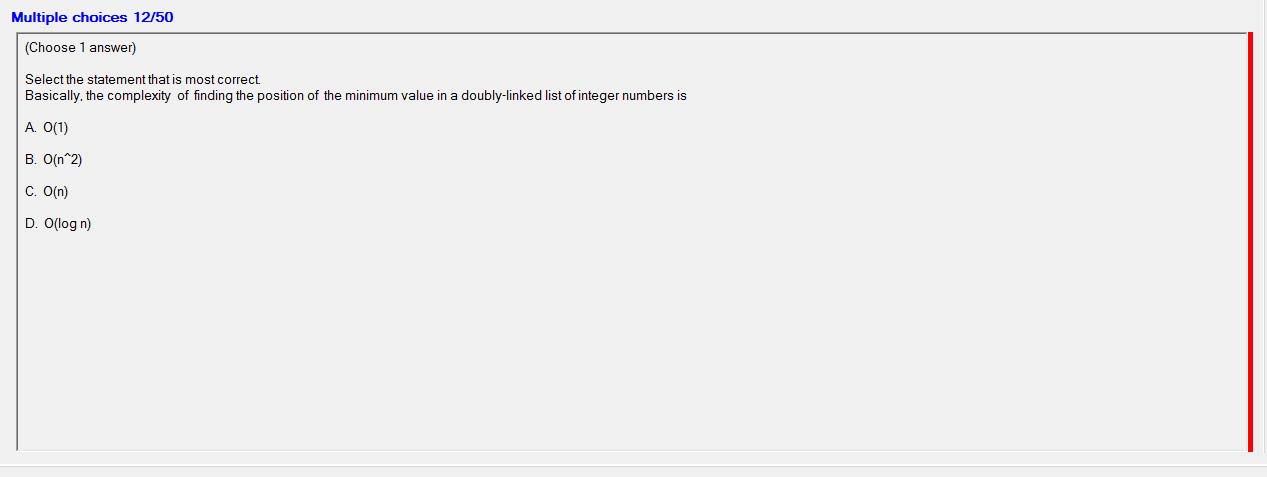 Multiple choices 12/50
(Choose 1 answer)
Select the statement that is most correct.
Basically, the complexity of finding the position of the minimum value in a doubly-linked list of integer numbers is
A. O(1)
B. O(n^2)
C. O(n)
D. O(log n)